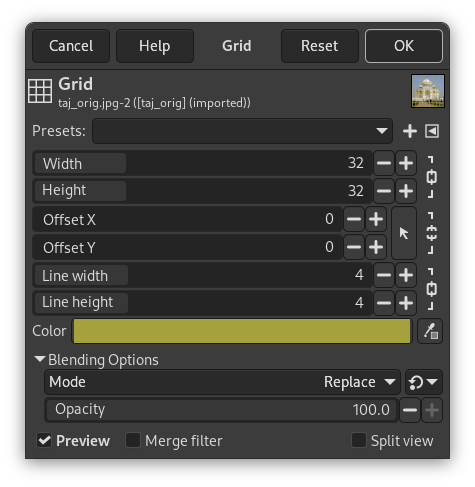 Cancel Help Grid Reset OK
Grid
taj_orig.jpg-2 ([taj_orig] (imported))
Presets:
Width 32
Height 32
Offset X 0
Offset Y 0
Line width 4
Line height 4
Color
Blending Options
Mode Replace
Opacity 100.0
Preview Merge filter Split view